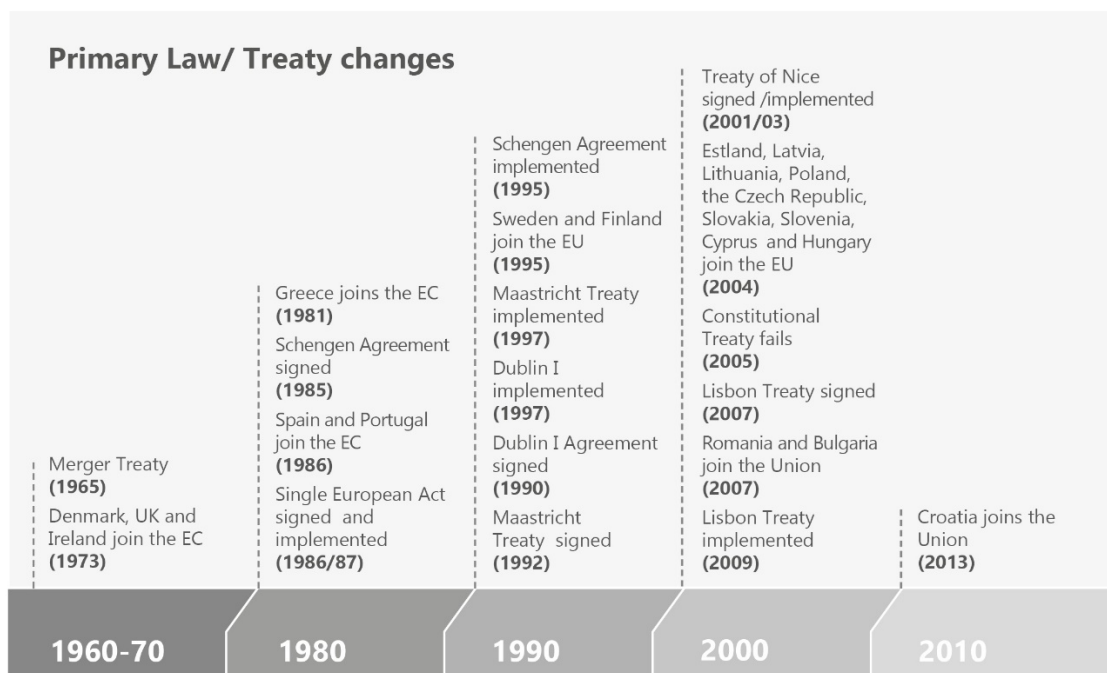 Primary Law/ Treaty changes
Merger Treaty
(1965)
Denmark, UK and
Ireland join the EC
(1973)
Greece joins the EC
(1981)
Schengen Agreement
signed
(1985)
Spain and Portugal
join the EC
(1986)
Single European Act
signed and
implemented
(1986/87)
Schengen Agreement
implemented
(1995)
Sweden and Finland
join the EU
(1995)
Maastricht Treaty
implemented
(1997)
Dublin I
implemented
(1997)
Dublin I Agreement
signed
(1990)
Maastricht
Treaty signed
(1992)
Treaty of Nice
signed /implemented
(2001/03)
Estland, Latvia,
Lithuania, Poland,
the Czech Republic,
Slovakia, Slovenia,
Cyprus and Hungary
join the EU
(2004)
Constitutional
Treaty fails
(2005)
Lisbon Treaty signed
(2007)
Romania and Bulgaria
join the Union
(2007)
Lisbon Treaty
implemented
(2009)
Croatia joins the
Union
(2013)
1960-70
1980
1990
2000
2010